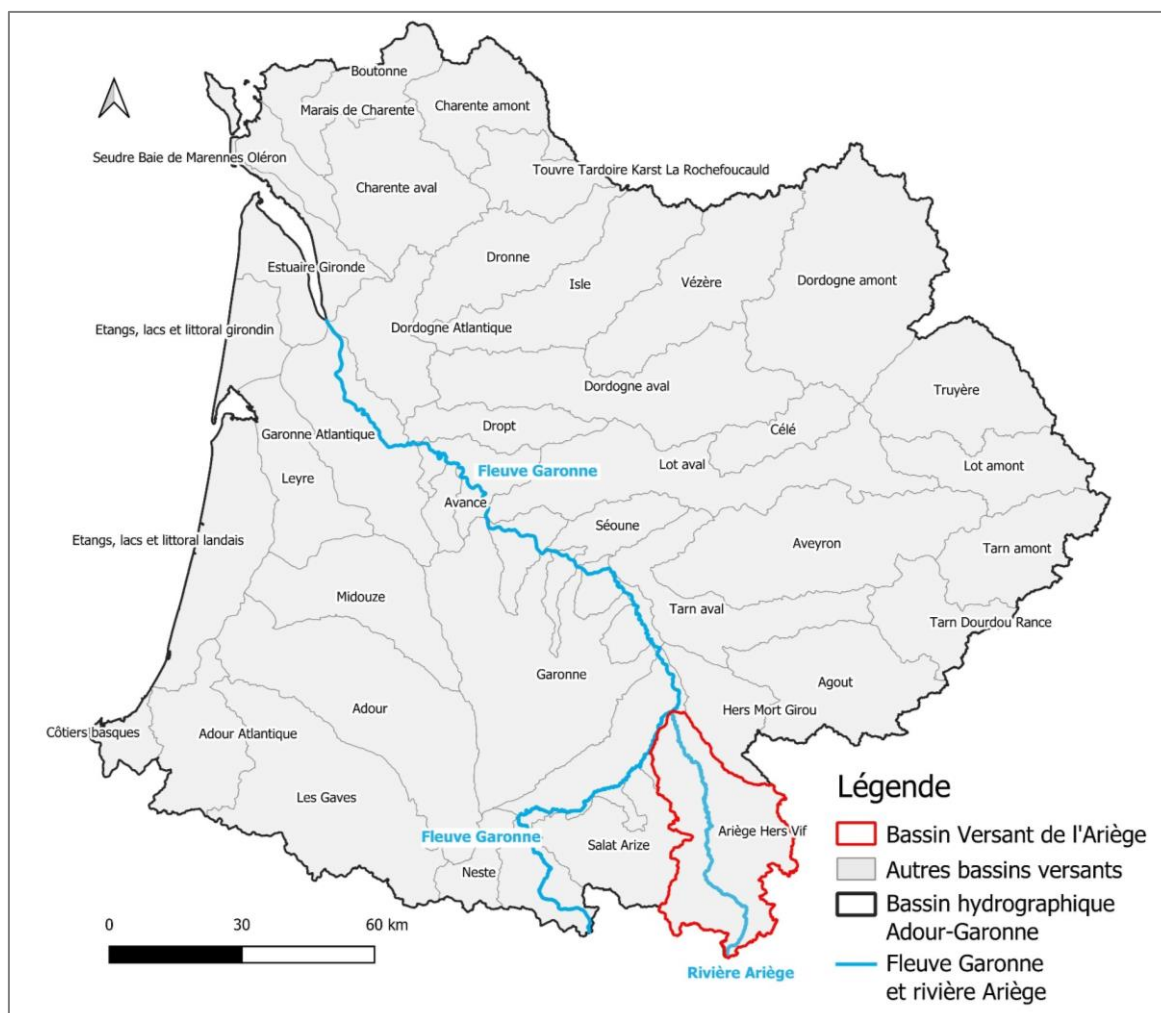 Boutonne
Marais de Charente
Charente amont
Seudre Baie de Marennes Oléron
Touvre Tardoire Karst La Rochefoucauld
Charente aval
Dronne
Estuaire Gironde
Isle
Vézère
Dordogne amont
Etangs, lacs et littoral girondin
Dordogne Atlantique
Dordogne aval
Truyère
Garonne Atlantique
Dropt
Célé
Fleuve Garonne
Lot aval
Lot amont
Leyre
Avance
Séoune
Etangs, lacs et littoral landais
Aveyron
Tarn amont
Midouze
Tarn aval
Tarn Dourdou Rance
Garonne
Agout
Adour
Hers Mort Girou
Côtiers basques
Adour Atlantique
Les Gaves
Fleuve Garonne
Salat Arize
Ariège Hers Vif
Neste
Rivière Ariège
0 30 60 km
Légende
Bassin Versant de l'Ariège
Autres bassins versants
Bassin hydrographique
Adour-Garonne
Fleuve Garonne
et rivière Ariège